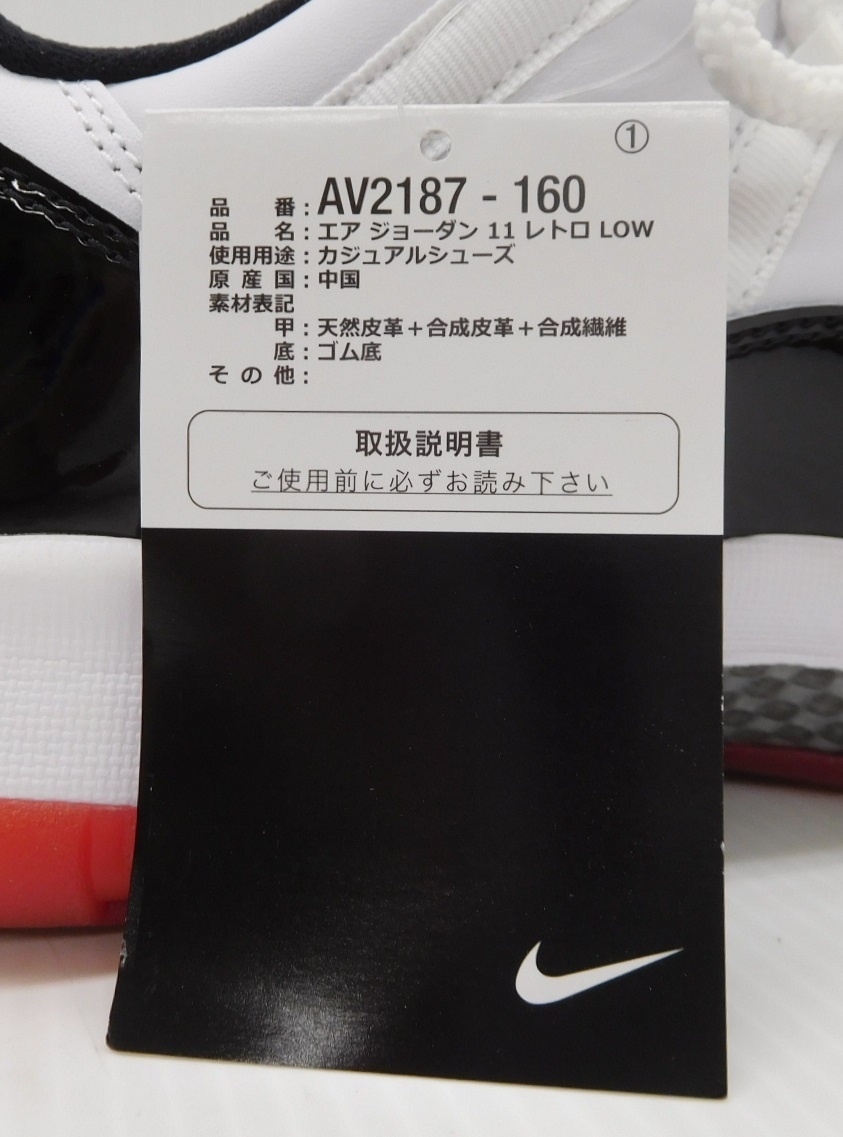 ①
品 番:AV2187 - 160
品 名:エア ジョーダン 11 レトロ LOW
使用用途:カジュアルシューズ
原 産 国:中国
素材表記
甲:天然皮革+合成皮革+合成繊維
底:ゴム底
そ の 他:
取扱説明書
ご使用前に必ずお読み下さい